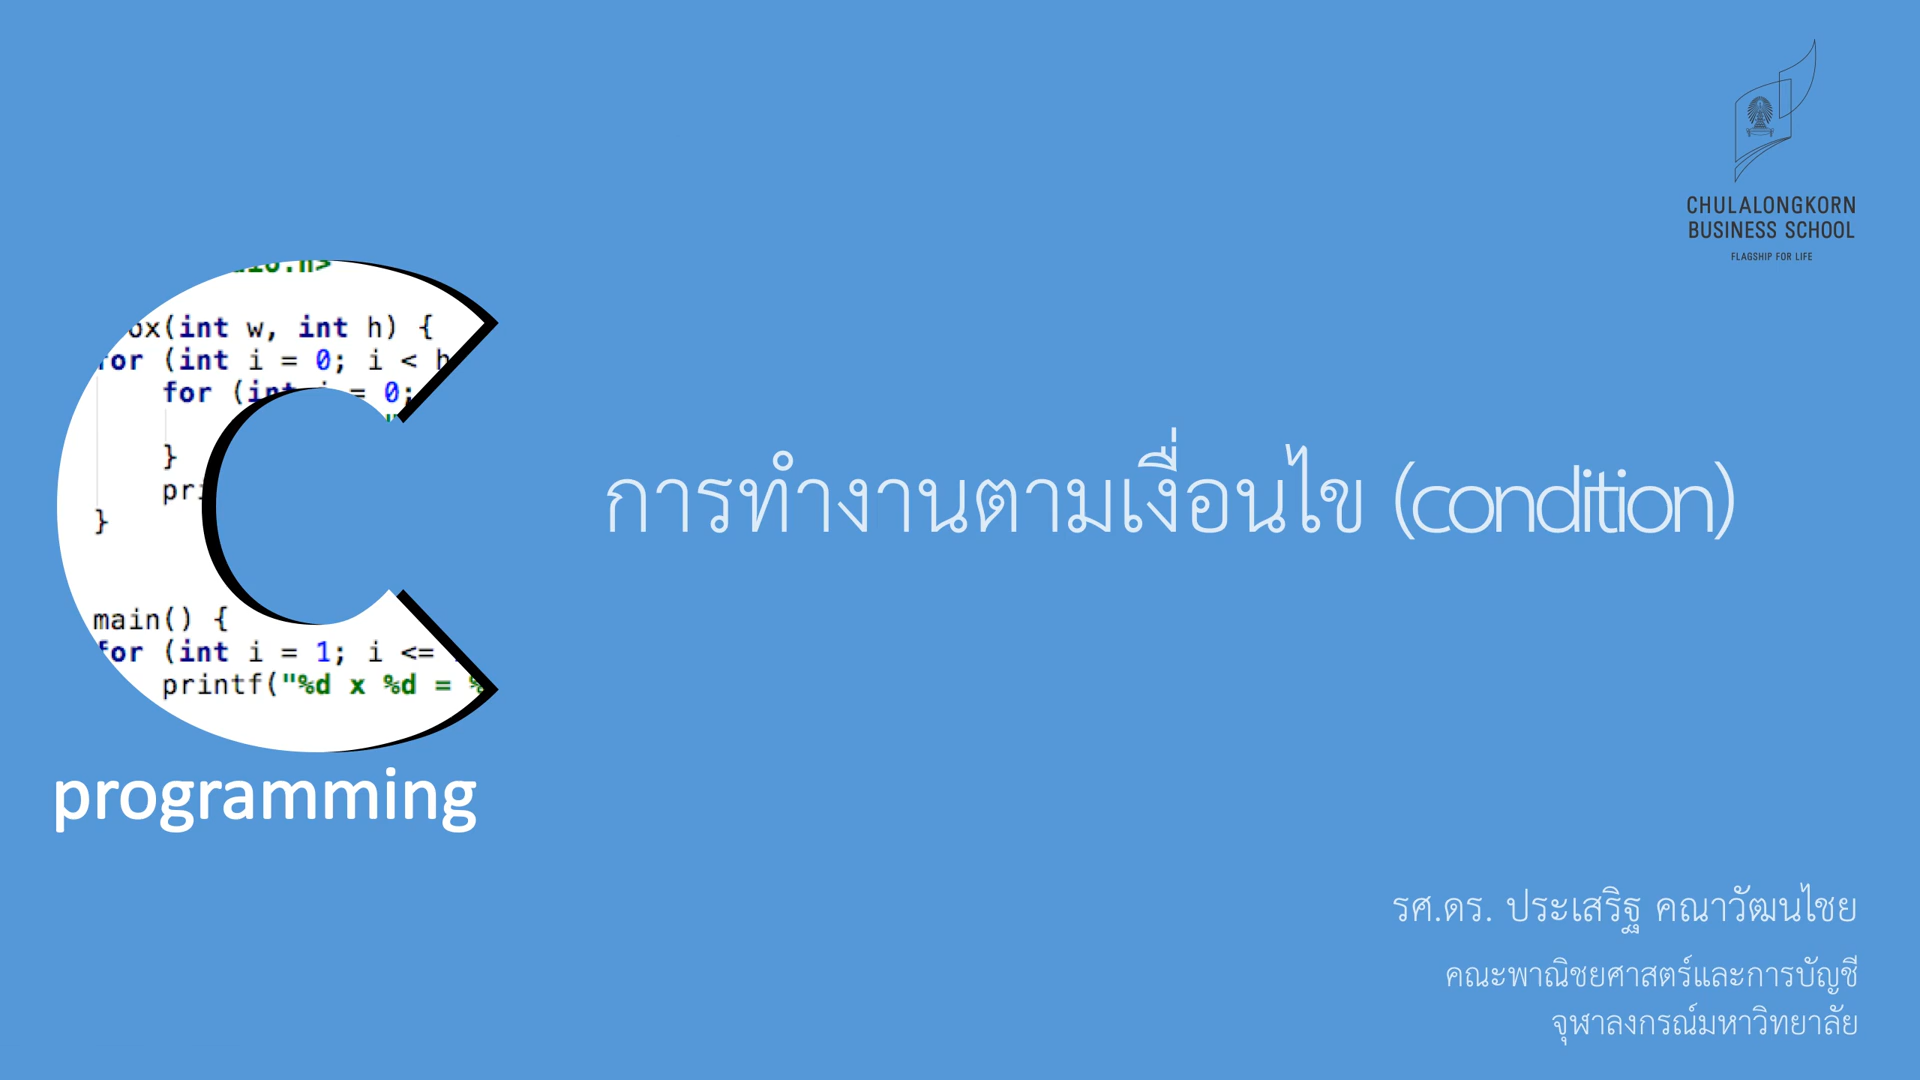 CHULALONGKORN
BUSINESS SCHOOL
FLAGSHIP FOR LIFE
ox(int w, int h) {
for (int i = 0; i < h
for (int i = 0;
}
pri
}
main() {
for (int i = 1; i <=
printf("%d x %d = %
programming
การทำงานตามเงื่อนไข (condition)
รศ.ดร. ประเสริฐ คณาวัฒนไชย
คณะพาณิชยศาสตร์และการบัญชี
จุฬาลงกรณ์มหาวิทยาลัย